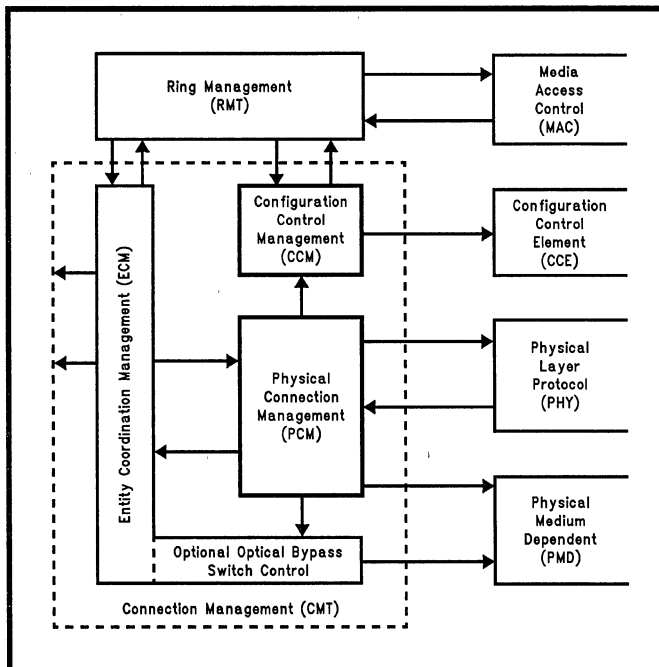 Ring Management
(RMT)
Media
Access
Control
(MAC)
Configuration
Control
Management
(CCM)
Configuration
Control
Element
(CCE)
Entity Coordination Management (ECM)
Physical
Connection
Management
(PCM)
Physical
Layer
Protocol
(PHY)
Physical
Medium
Dependent
(PMD)
Optional Optical Bypass
Switch Control
Connection Management (CMT)